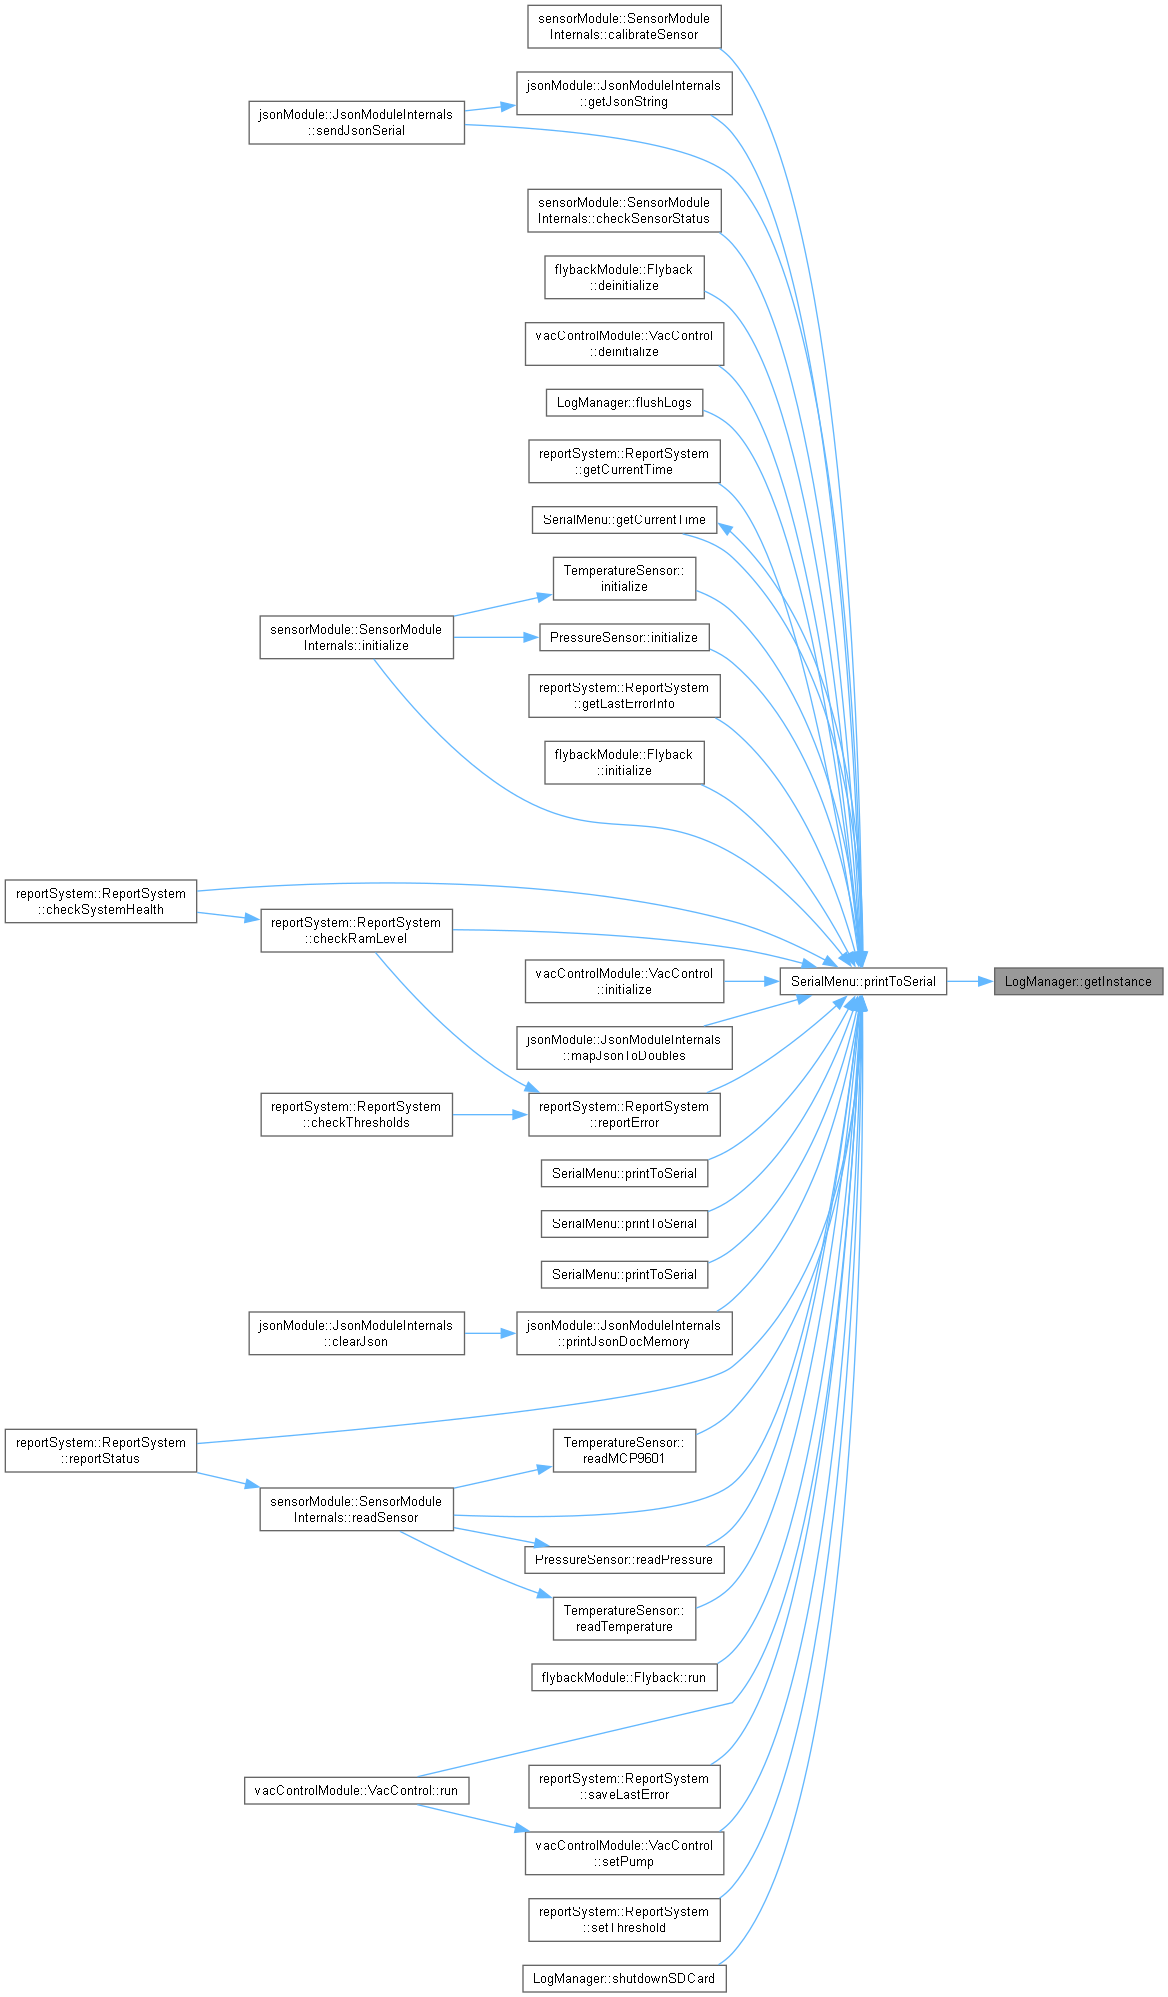 sensorModule::SensorModule
Internals::calibrateSensor
jsonModule::JsonModuleInternals
::getJsonString
jsonModule::JsonModuleInternals
::sendJsonSerial
sensorModule::SensorModule
Internals::checkSensorStatus
flybackModule::Flyback
::deinitialize
vacControlModule::VacControl
::deinitialize
LogManager::flushLogs
reportSystem::ReportSystem
::getCurrentTime
SerialMenu::getCurrentTime
TemperatureSensor::
initialize
sensorModule::SensorModule
Internals::initialize
PressureSensor::initialize
reportSystem::ReportSystem
::getLastErrorInfo
flybackModule::Flyback
::initialize
reportSystem::ReportSystem
::checkSystemHealth
reportSystem::ReportSystem
::checkRamLevel
vacControlModule::VacControl
::initialize
SerialMenu::printToSerial
LogManager::getInstance
jsonModule::JsonModuleInternals
::mapJsonToDoubles
reportSystem::ReportSystem
::checkThresholds
reportSystem::ReportSystem
::reportError
SerialMenu::printToSerial
SerialMenu::printToSerial
SerialMenu::printToSerial
jsonModule::JsonModuleInternals
::clearJson
jsonModule::JsonModuleInternals
::printJsonDocMemory
reportSystem::ReportSystem
::reportStatus
TemperatureSensor::
readMCP9601
sensorModule::SensorModule
Internals::readSensor
PressureSensor::readPressure
TemperatureSensor::
readTemperature
flybackModule::Flyback::run
vacControlModule::VacControl::run
reportSystem::ReportSystem
::saveLastError
vacControlModule::VacControl
::setPump
reportSystem::ReportSystem
::setThreshold
LogManager::shutdownSDCard